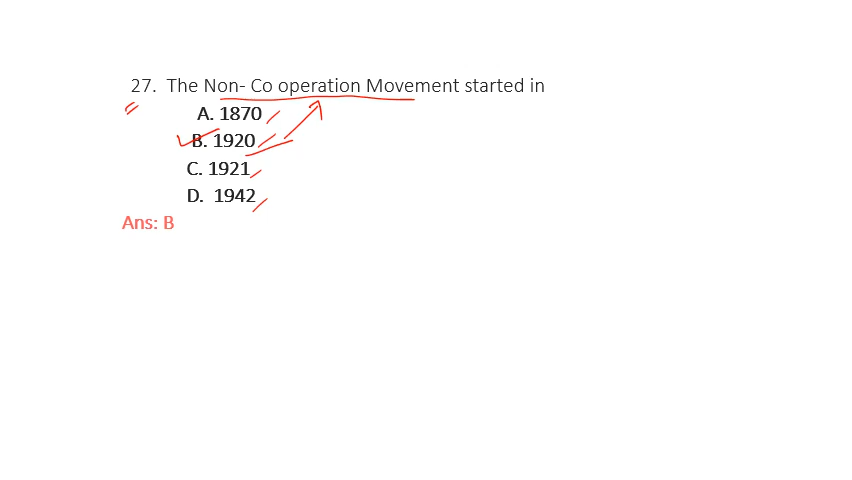 27. The Non- Co operation Movement started in
A. 1870
B. 1920
C. 1921
D. 1942
Ans: B